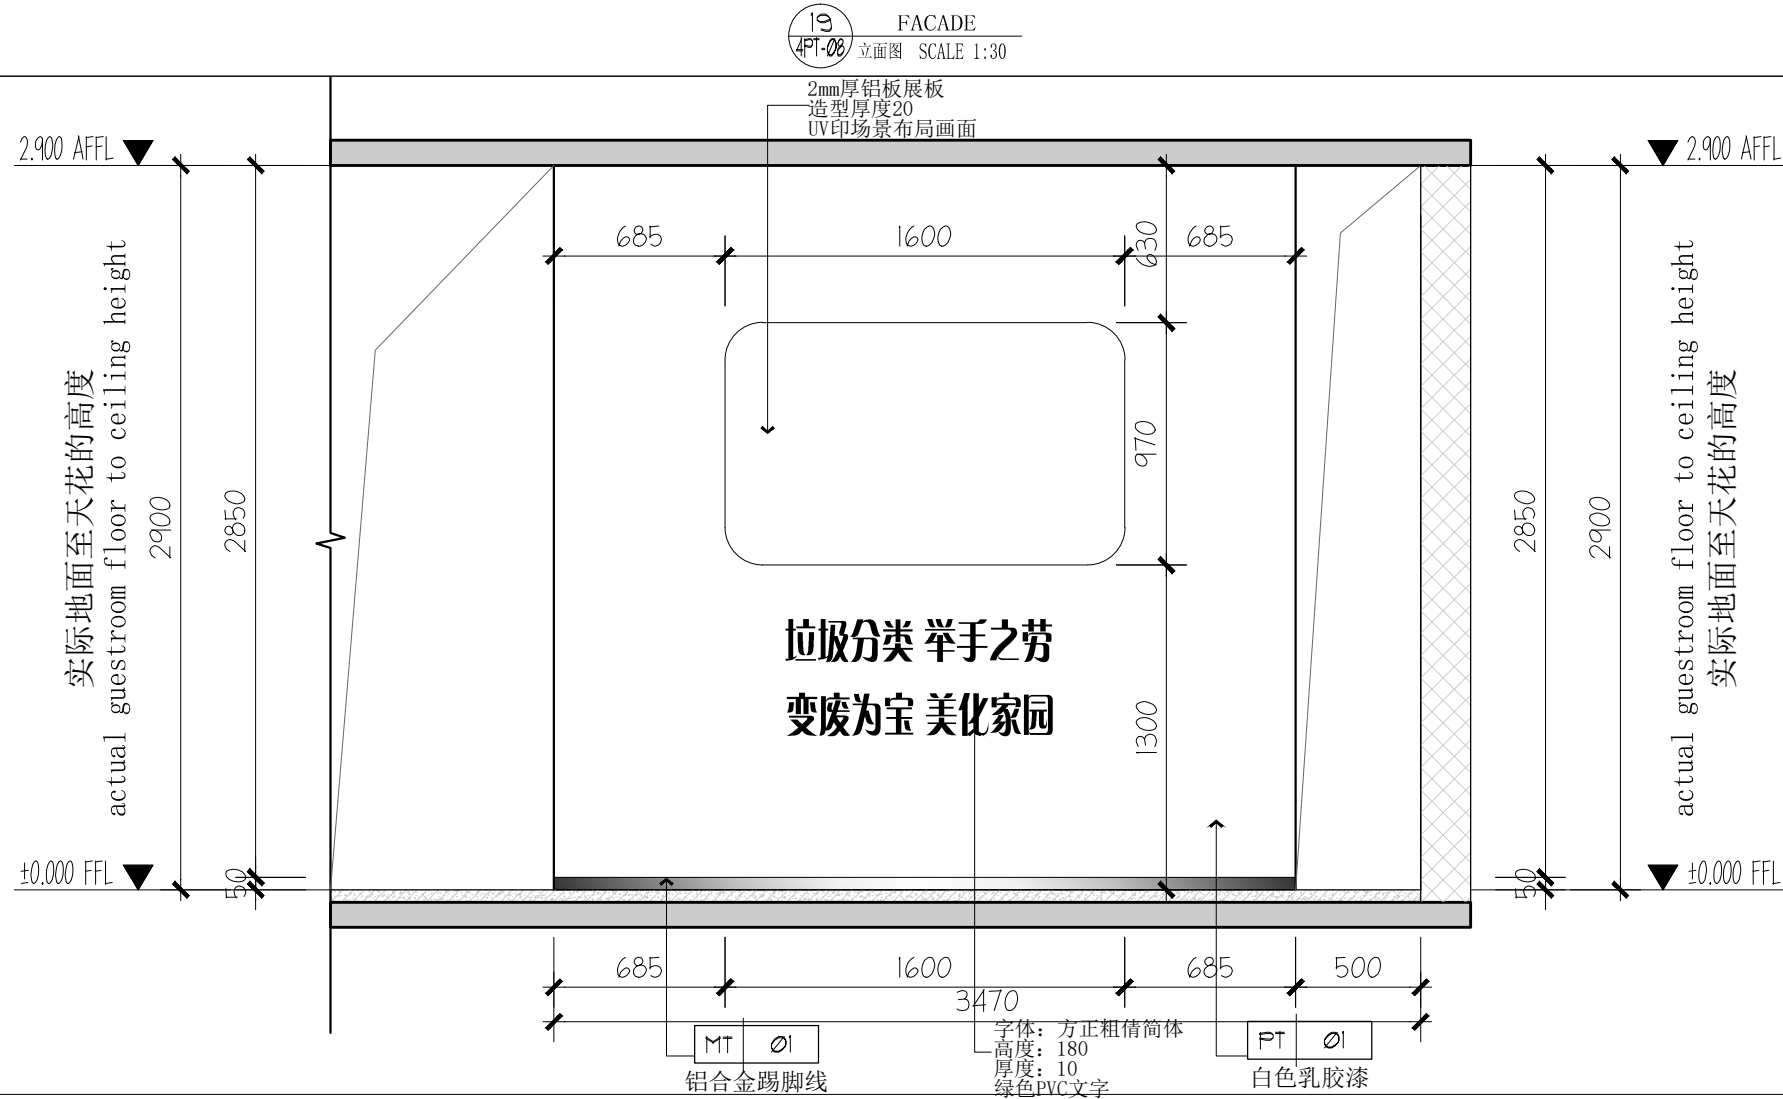 19
FACADE
4PT-08
立面图 SCALE 1:30
2mm厚铝板展板
造型厚度20
UV印场景布局画面
2.900 AFFL
2.900 AFFL
685
1600
630
685
实际地面至天花的高度
actual guestroom floor to ceiling height
2900
2850
970
2850
2900
actual guestroom floor to ceiling height
实际地面至天花的高度
垃圾分类 举手之劳
变废为宝 美化家园
1300
±0.000 FFL
50
50
±0.000 FFL
685
1600
685
500
3470
MT 01
铝合金踢脚线
字体：方正粗倩简体
高度：180
厚度：10
绿色PVC文字
PT 01
白色乳胶漆